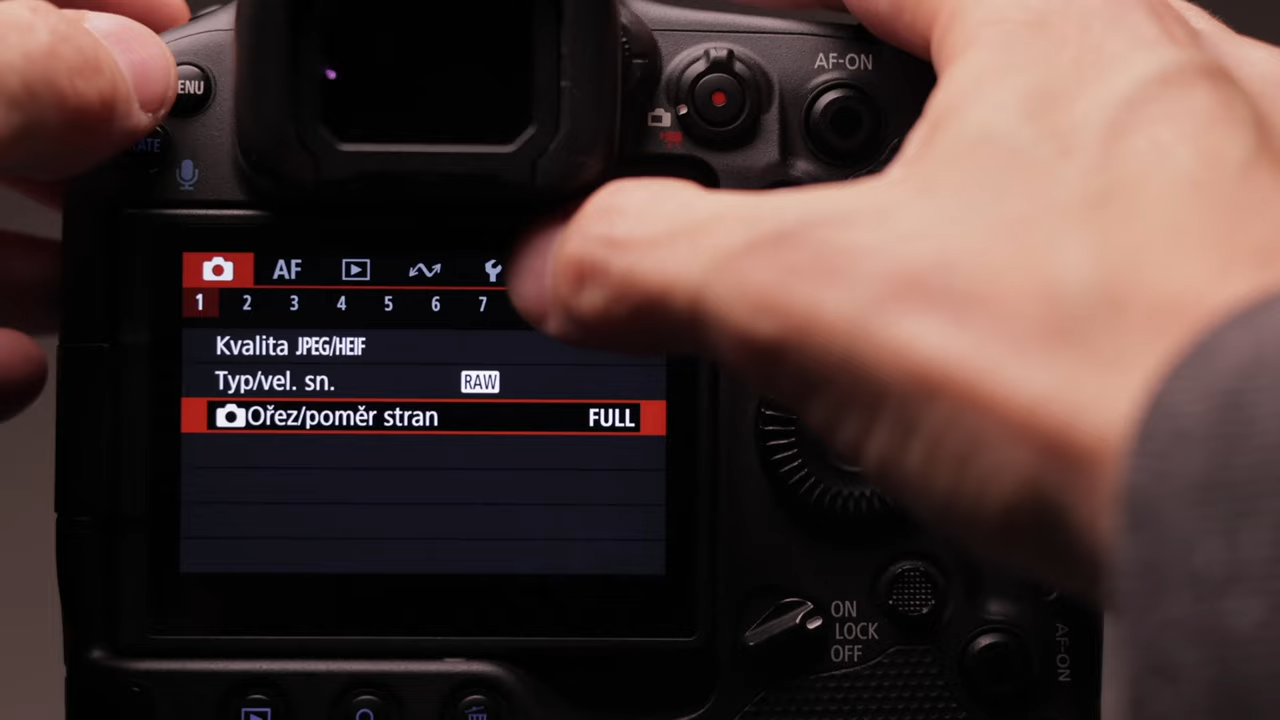 AF-ON
AF
1 2 3 4 5 6 7
Kvalita JPEG/HEIF
Typ/vel. sn. RAW
Ořez/poměr stran FULL
ON
LOCK
OFF
AF-ON